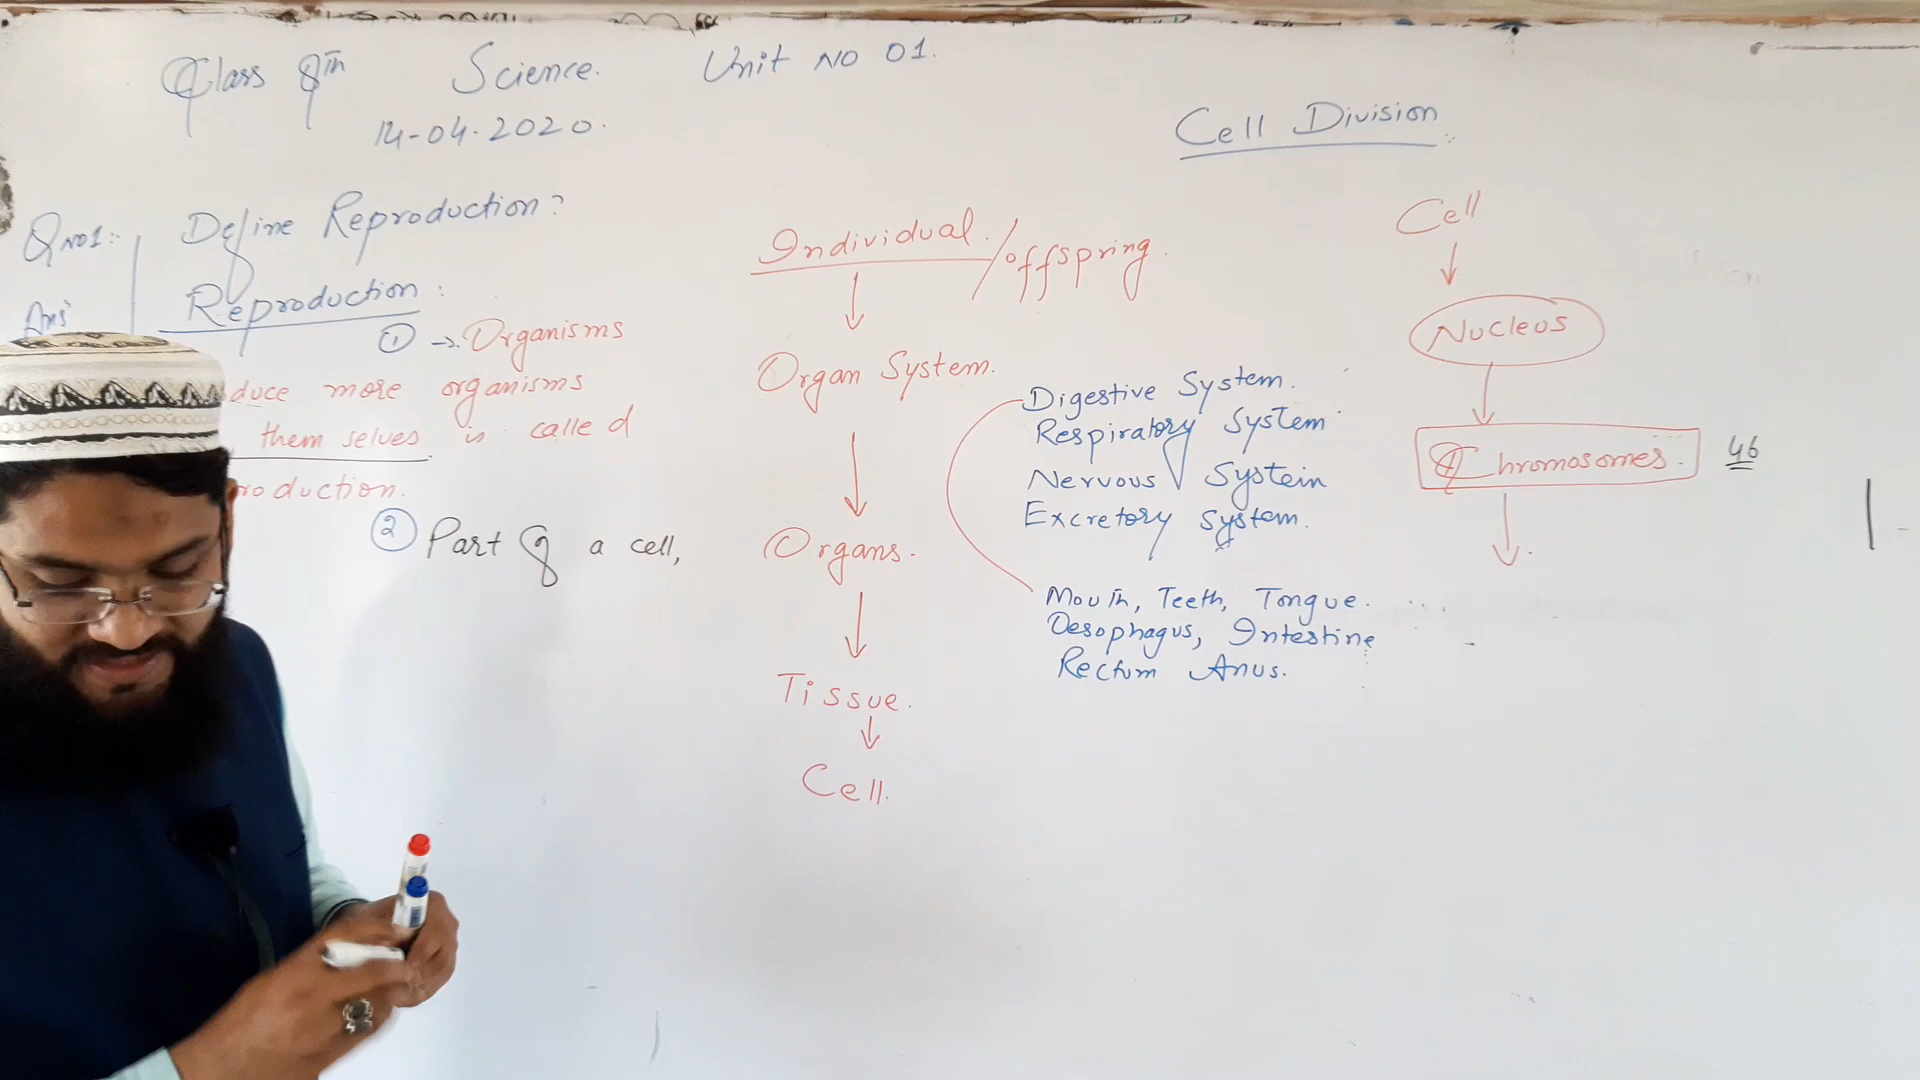 Class 8th Science. Unit NO 01.
14-04-2020.
Cell Division
Q no1:
Define Reproduction?
Ans
Reproduction:
① → Organisms
duce more organisms
them selves is called
roduction.
② Part of a cell,
Individual. / offspring.
Organ System.
Organs.
Tissue.
Cell.
Digestive System.
Respiratory System
Nervous System
Excretory System.
Mouth, Teeth, Tongue.
Oesophagus, Intestine
Rectum Anus.
Cell
Nucleus
Chromosomes. 46